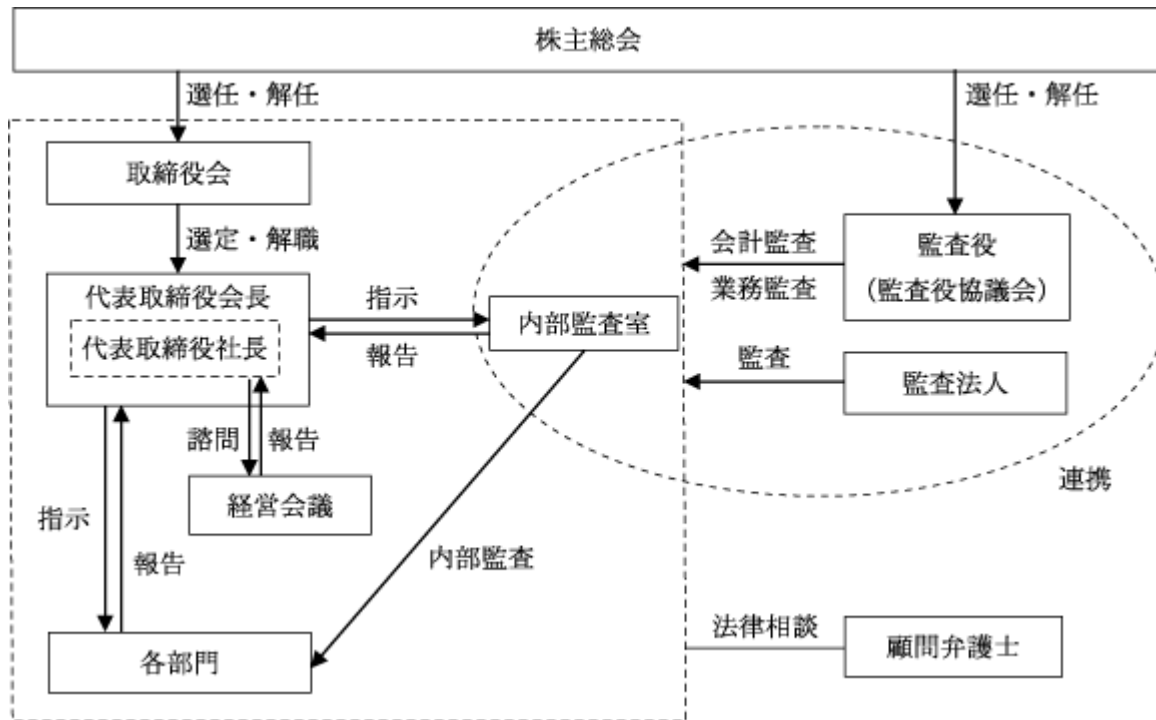 株主総会
選任・解任
選任・解任
取締役会
選定・解職
代表取締役会長
代表取締役社長
指示
報告
内部監査室
会計監査
業務監査
監査役
（監査役協議会）
監査
監査法人
諮問
報告
経営会議
連携
指示
報告
内部監査
各部門
法律相談
顧問弁護士